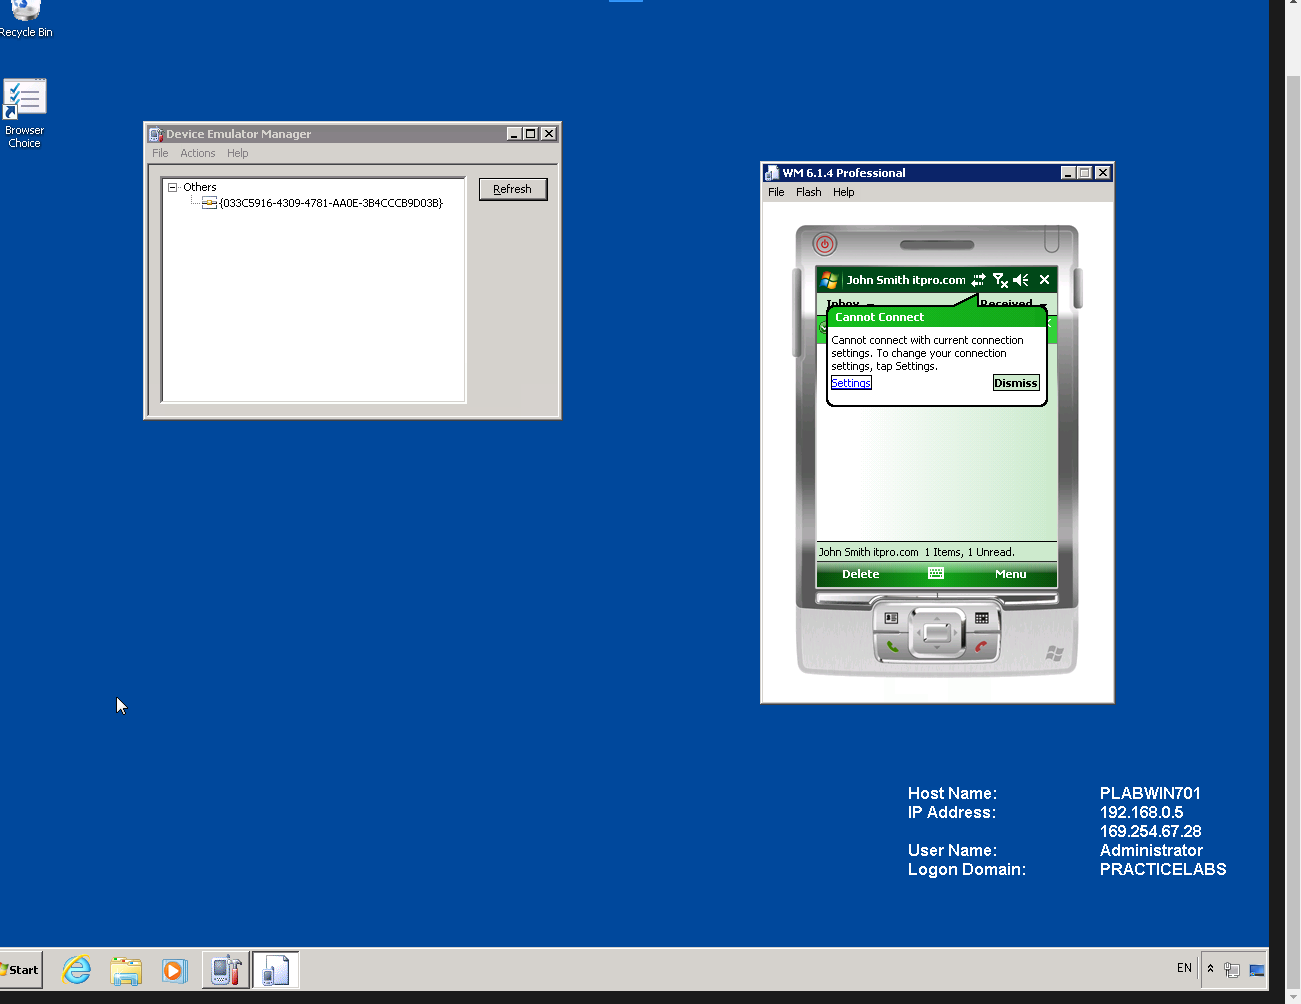 Recycle Bin
Browser
Choice
Device Emulator Manager
File Actions Help
Others
{033C5916-4309-4781-AA0E-3B4CCCB9D03B}
Refresh
WM 6.1.4 Professional
File Flash Help
John Smith itpro.com
Inbox Received
Cannot Connect
Cannot connect with current connection
settings. To change your connection
settings, tap Settings.
Settings Dismiss
John Smith itpro.com 1 Items, 1 Unread.
Delete Menu
Host Name: PLABWIN701
IP Address: 192.168.0.5
169.254.67.28
User Name: Administrator
Logon Domain: PRACTICELABS
Start
EN